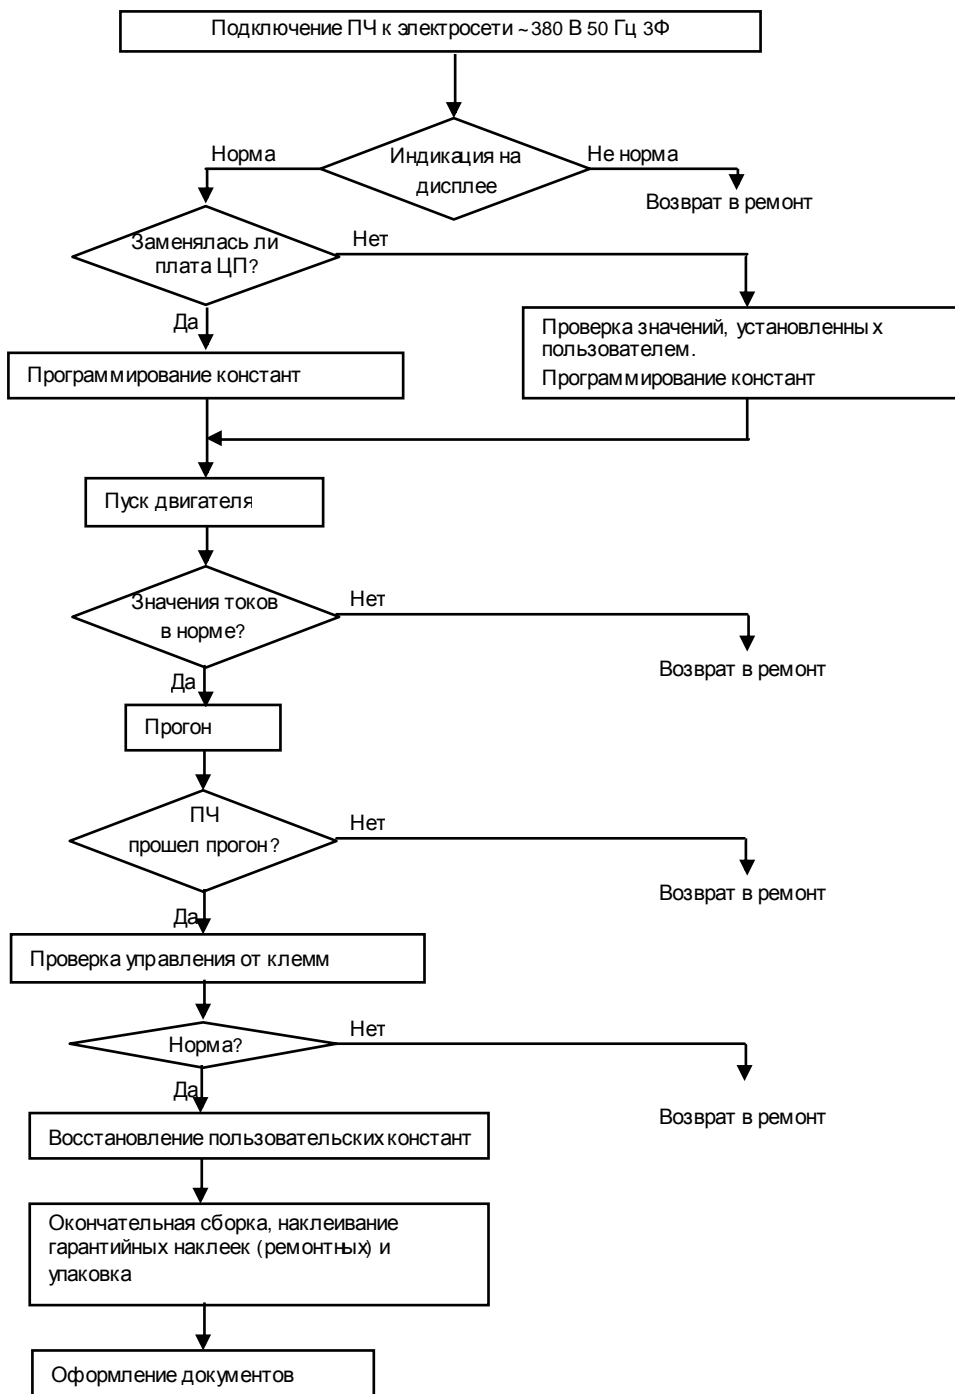 Подключение ПЧ к электросети ~380 В 50 Гц 3Ф
Норма
Индикация на
дисплее
Не норма
Возврат в ремонт
Заменялась ли
плата ЦП?
Нет
Да
Проверка значений, установленных
пользователем.
Программирование констант
Программирование констант
Пуск двигателя
Значения токов
в норме?
Нет
Возврат в ремонт
Да
Прогон
ПЧ
прошел прогон?
Нет
Возврат в ремонт
Да
Проверка управления от клемм
Норма?
Нет
Возврат в ремонт
Да
Восстановление пользовательских констант
Окончательная сборка, наклеивание
гарантийных наклеек (ремонтных) и
упаковка
Оформление документов